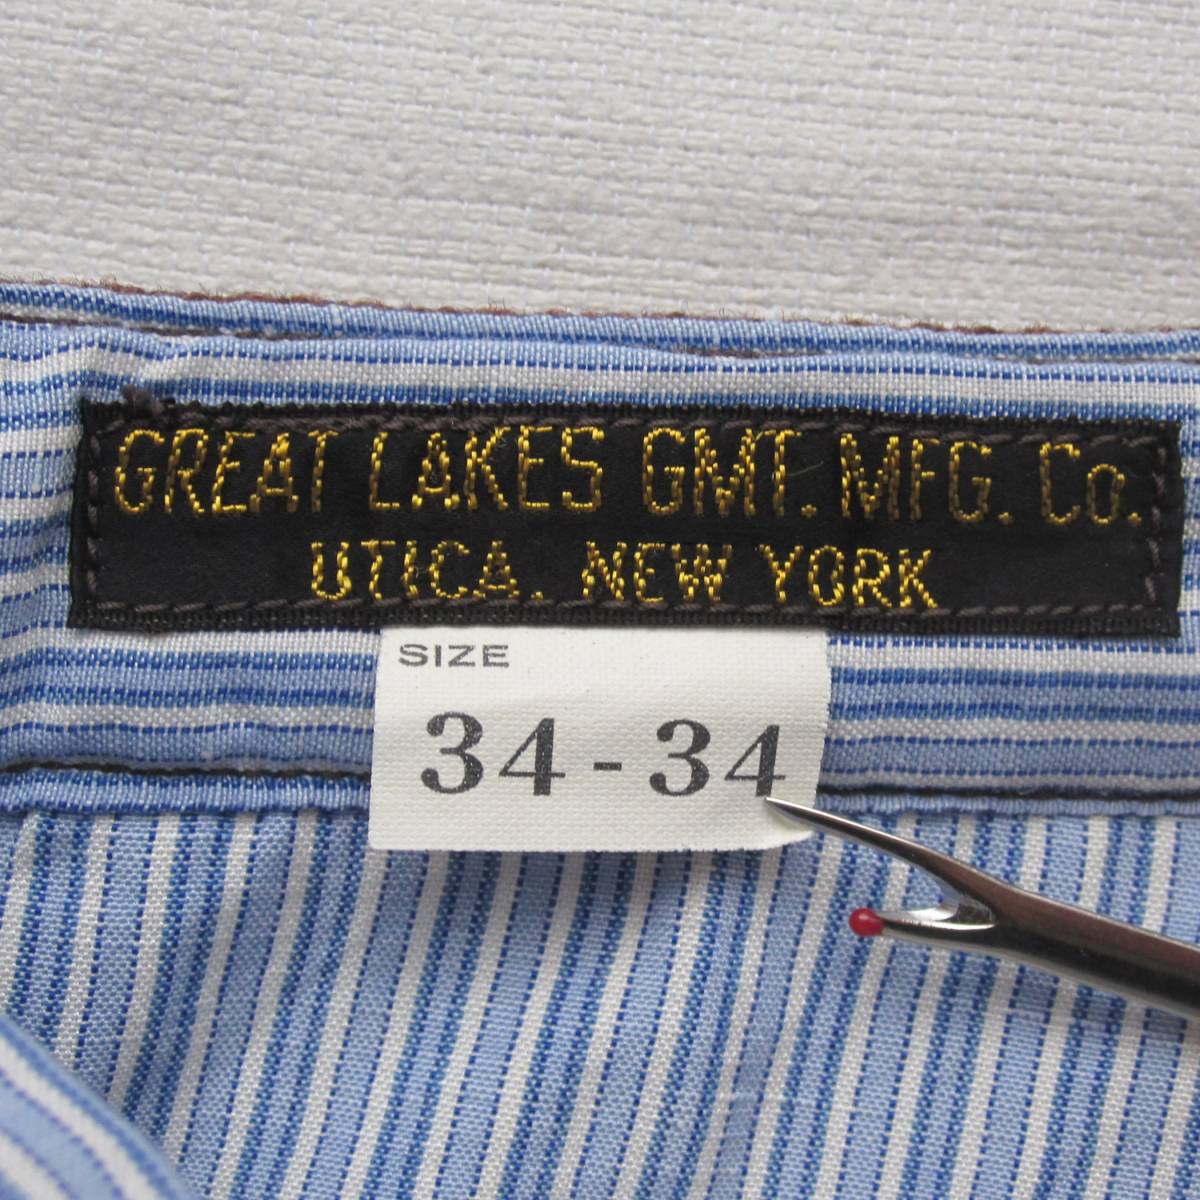 GREAT LAKES GMT. MFG. Co.
UTICA. NEW YORK
SIZE
34-34